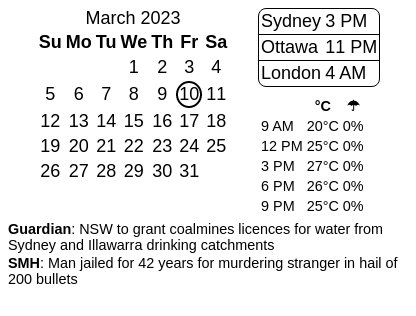 March 2023
Su Mo Tu We Th Fr Sa
1 2 3 4
5 6 7 8 9 10 11
12 13 14 15 16 17 18
19 20 21 22 23 24 25
26 27 28 29 30 31
Sydney 3 PM
Ottawa 11 PM
London 4 AM
°C ☂
9 AM 20°C 0%
12 PM 25°C 0%
3 PM 27°C 0%
6 PM 26°C 0%
9 PM 25°C 0%
Guardian: NSW to grant coalmines licences for water from
Sydney and Illawarra drinking catchments
SMH: Man jailed for 42 years for murdering stranger in hail of
200 bullets